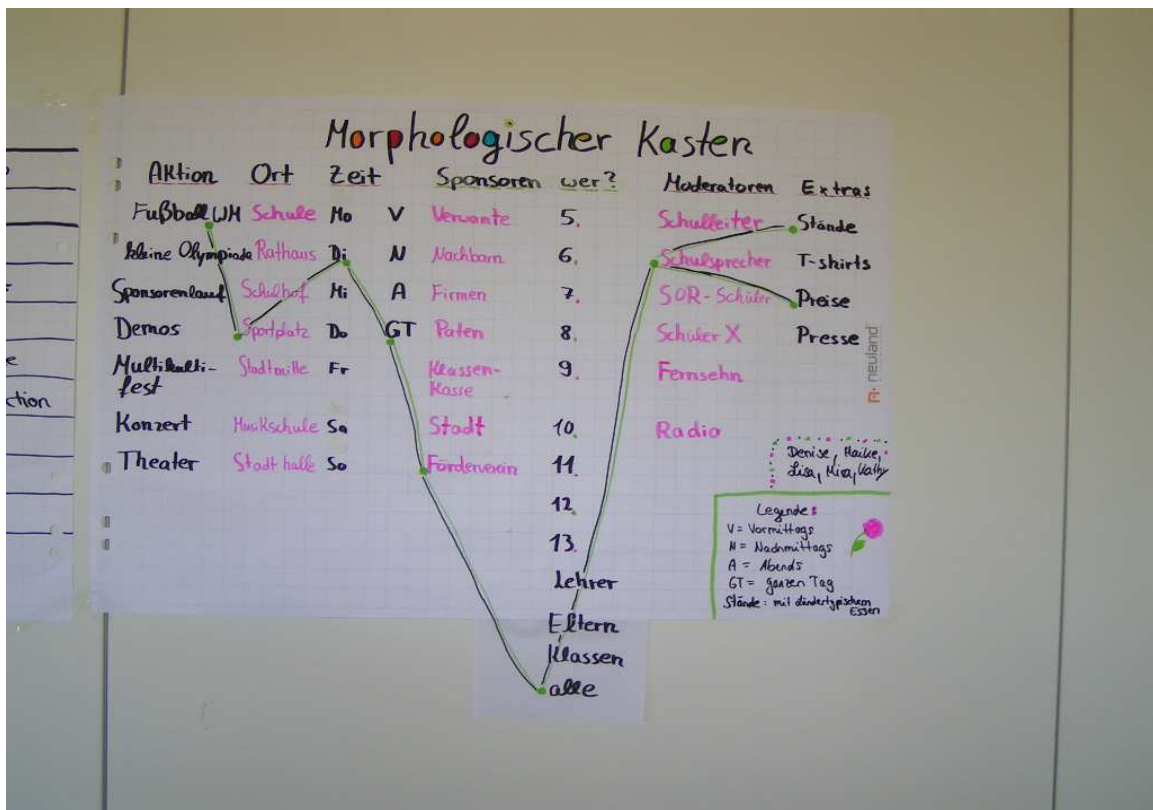 Morphologischer Kasten
Aktion Ort Zeit Sponsoren wer? Moderatoren Extras
Fußball WM Schule Mo V Verwante 5. Schulleiter Stände
kleine Olympiade Rathaus Di N Nachbarn 6. Schulsprecher T-shirts
Sponsorenlauf Schulhof Mi A Firmen 7. SOR-Schüler Preise
Demos Sportplatz Do GT Paten 8. Schüler X Presse
Multikulti- Stadtmitte Fr Klassen- 9. Fernsehn
fest Kasse
Konzert Musikschule Sa Stadt 10. Radio
Theater Stadthalle So Förderverein 11.
12.
13.
Lehrer
Eltern
Klassen
alle
neuland
Denise, Maike,
Lisa, Mira, Kathy
Legende:
V = Vormittags
N = Nachmittags
A = Abends
GT = ganzen Tag
Stände: mit ländertypischem
Essen
ction